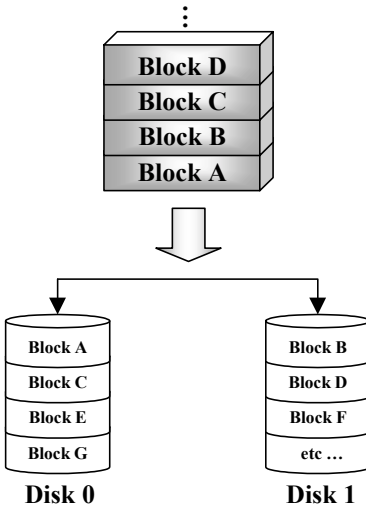 ⋮
Block D
Block C
Block B
Block A
Block A
Block C
Block E
Block G
Disk 0
Block B
Block D
Block F
etc …
Disk 1